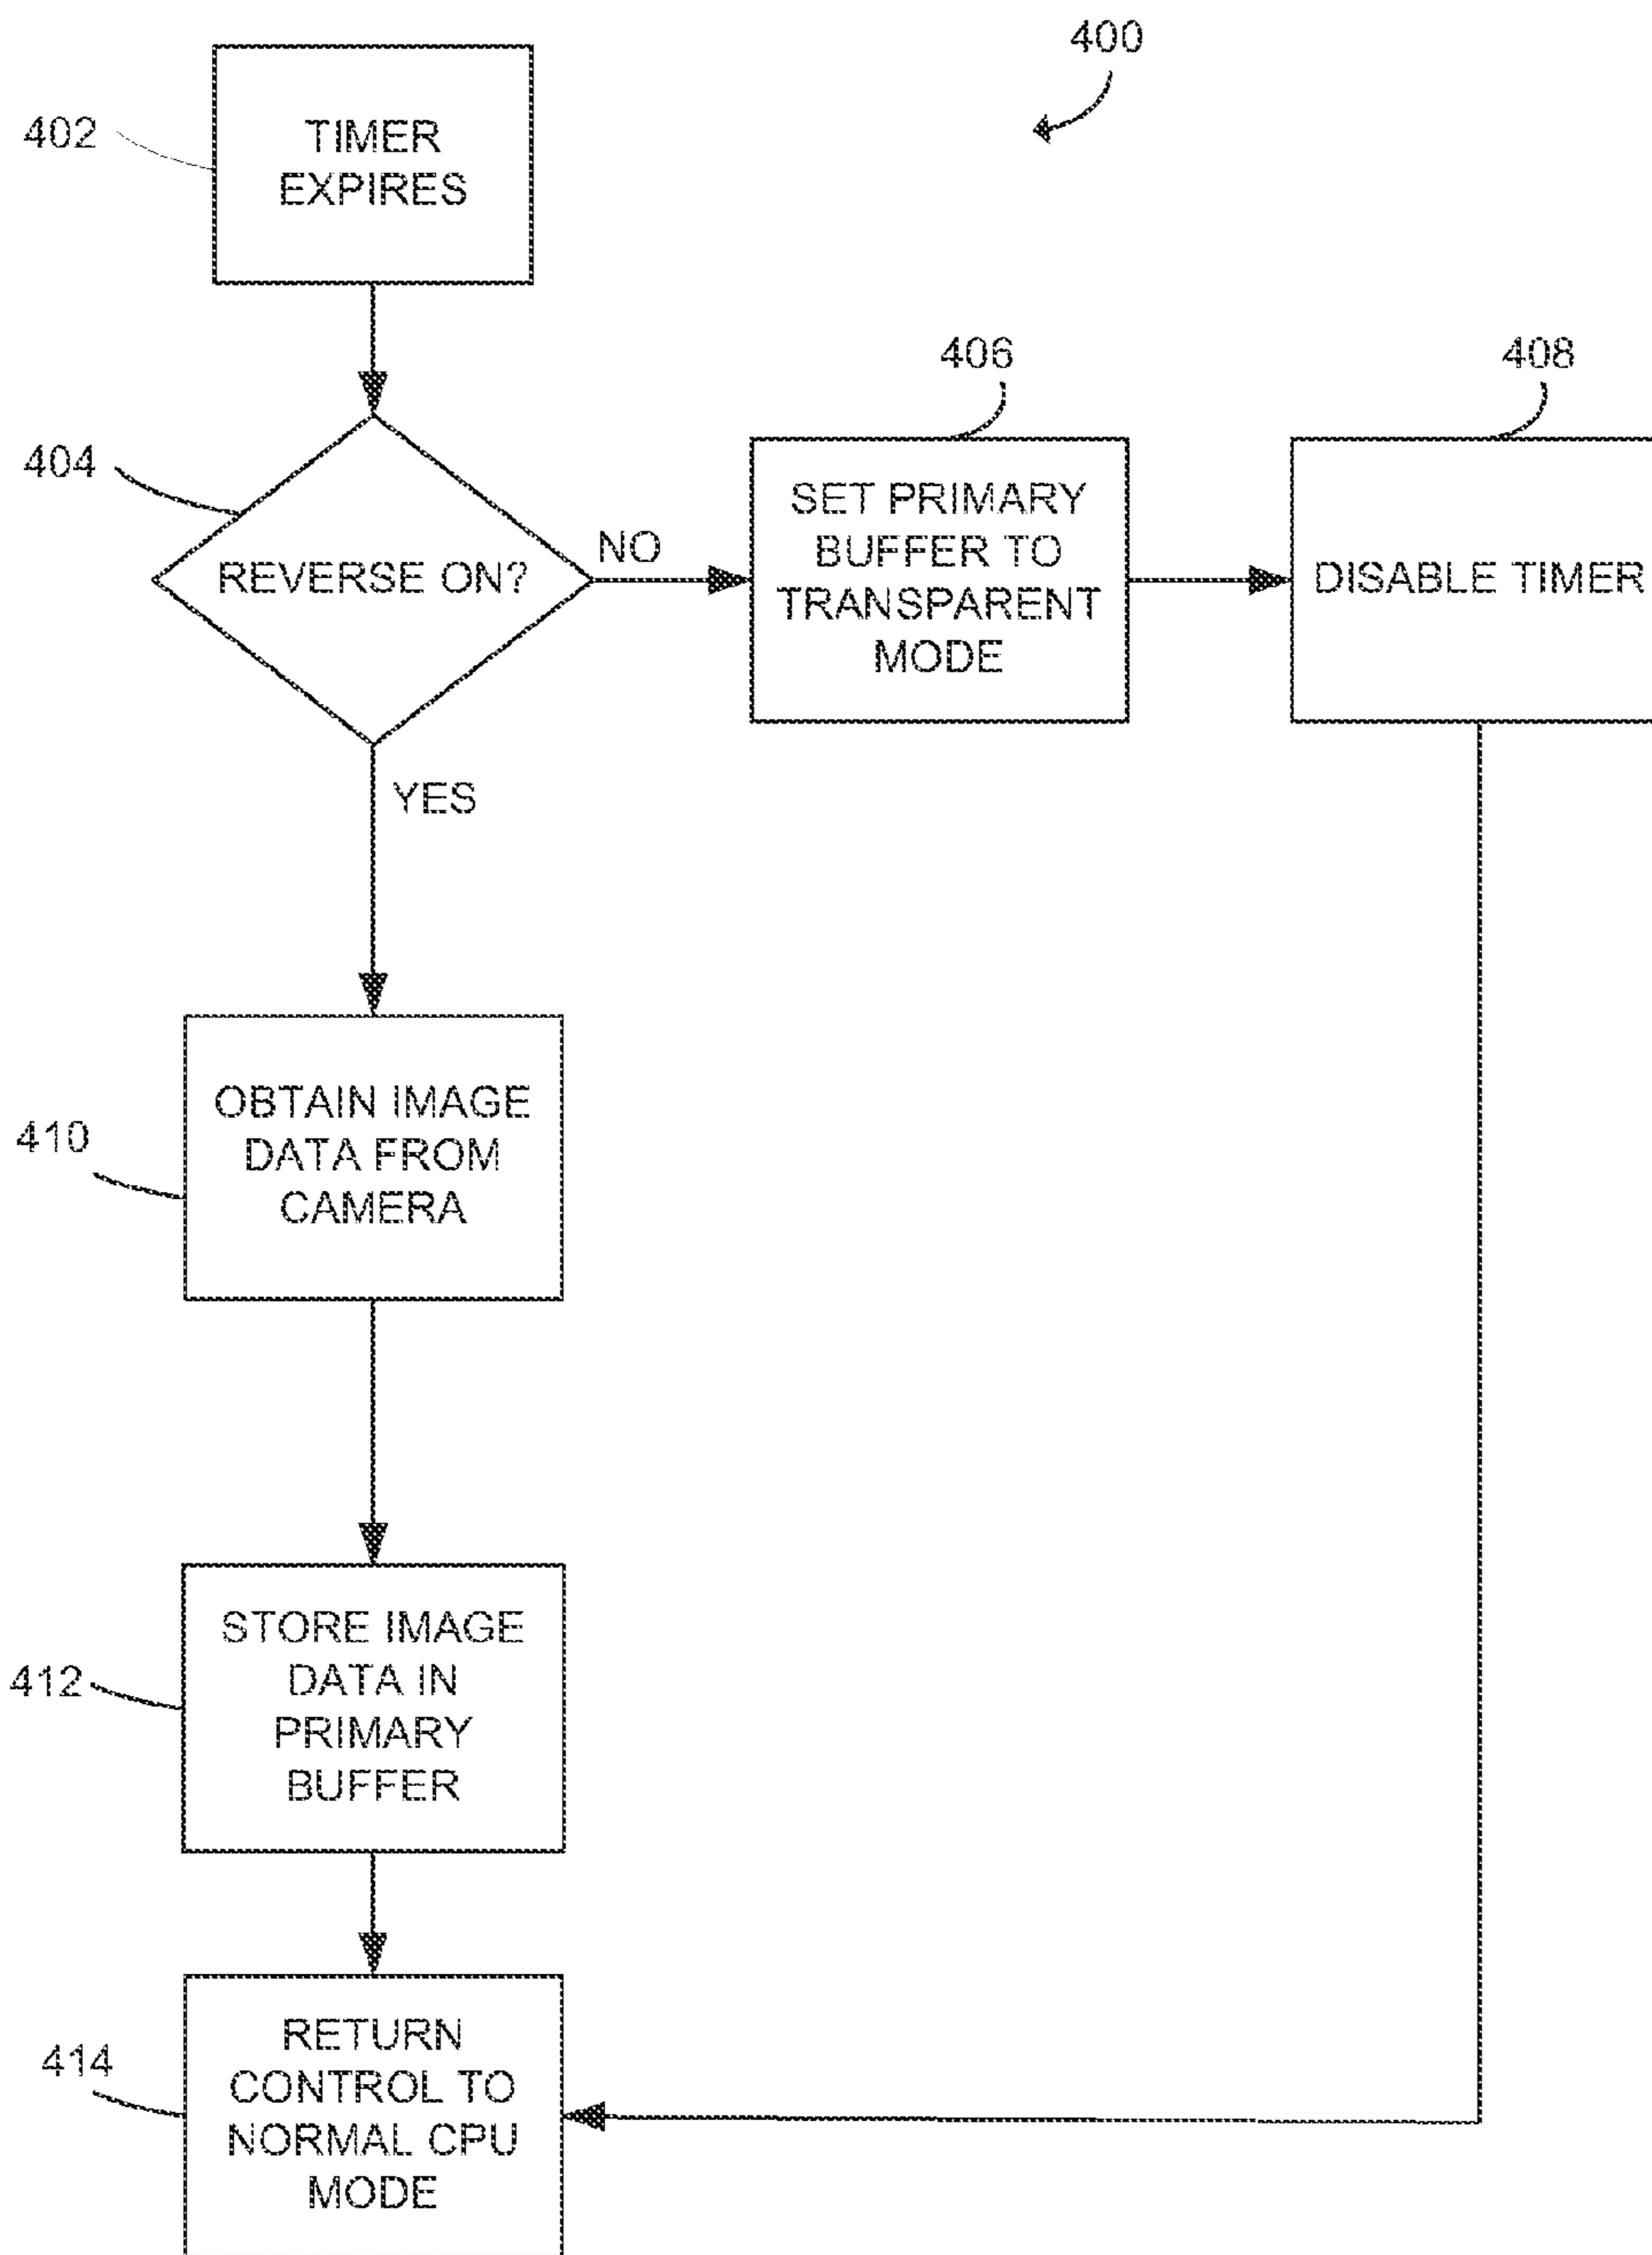 400
402
TIMER
EXPIRES
404
REVERSE ON?
NO
YES
406
SET PRIMARY
BUFFER TO
TRANSPARENT
MODE
408
DISABLE TIMER
410
OBTAIN IMAGE
DATA FROM
CAMERA
412
STORE IMAGE
DATA IN
PRIMARY
BUFFER
414
RETURN
CONTROL TO
NORMAL CPU
MODE